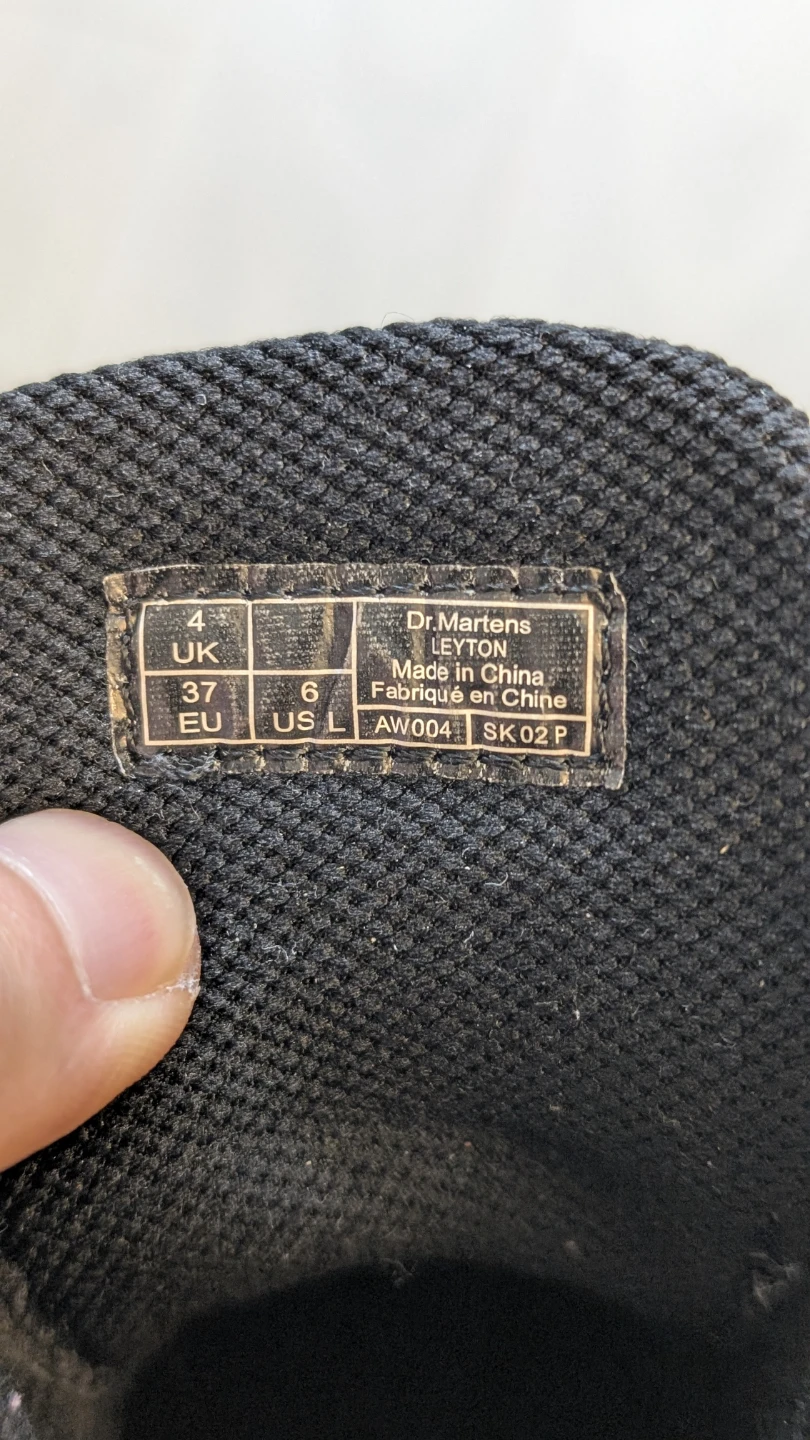 4
UK
37
EU
6
US L
Dr.Martens
LEYTON
Made in China
Fabriqué en Chine
AW004
SK02P